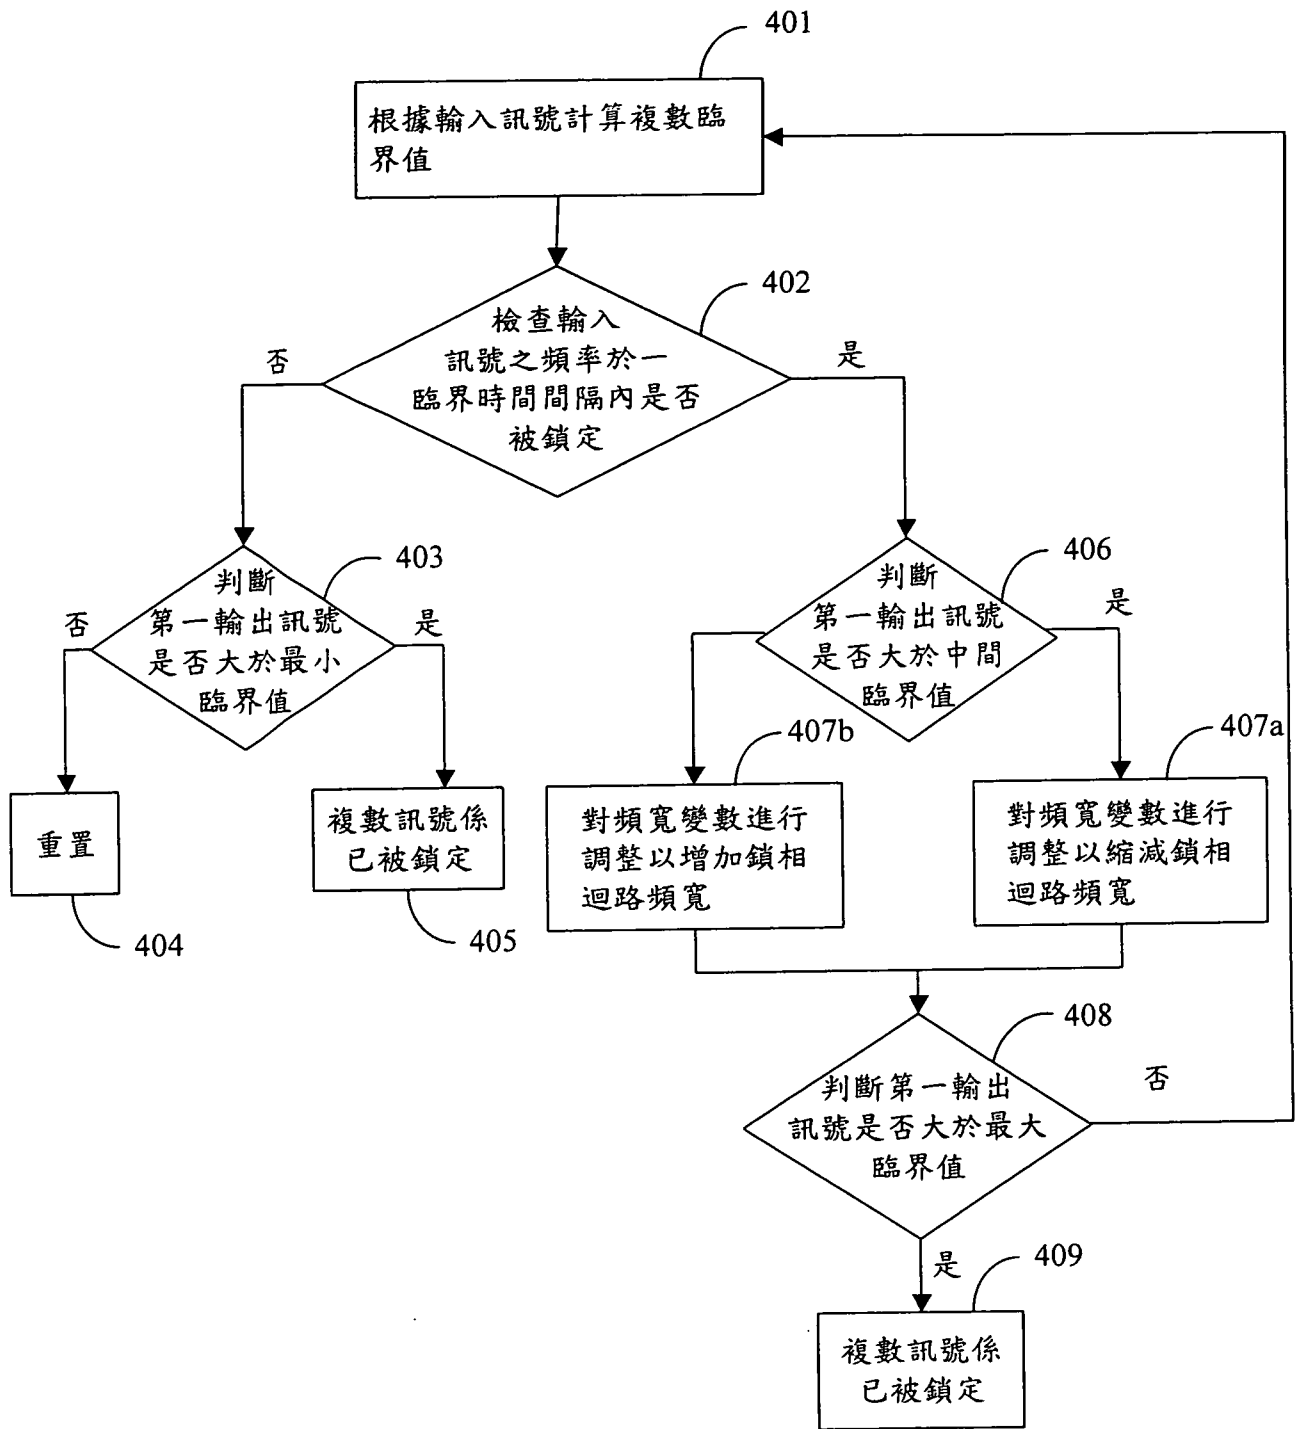 401
根據輸入訊號計算複數臨
界值
402
檢查輸入
訊號之頻率於一
臨界時間間隔內是否
被鎖定
否
是
403
判斷
第一輸出訊號
是否大於最小
臨界值
否
是
406
判斷
第一輸出訊號
是否大於中間
臨界值
是
404
重置
405
複數訊號係
已被鎖定
407b
對頻寬變數進行
調整以增加鎖相
迴路頻寬
407a
對頻寬變數進行
調整以縮減鎖相
迴路頻寬
408
判斷第一輸出
訊號是否大於最大
臨界值
否
是
409
複數訊號係
已被鎖定